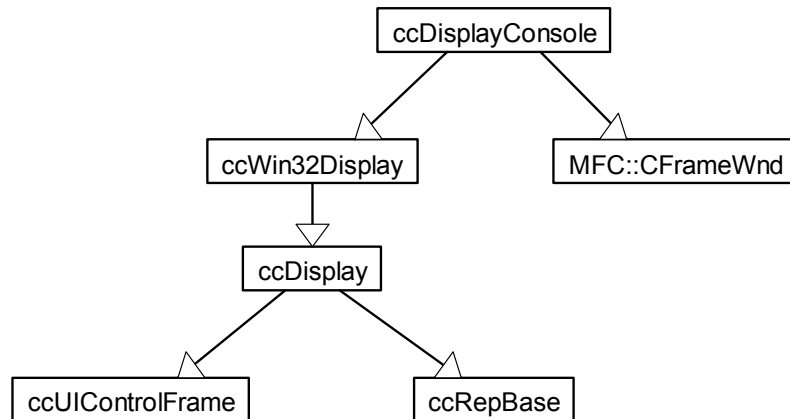 ccDisplayConsole
ccWin32Display
MFC::CFrameWnd
ccDisplay
ccUIControlFrame
ccRepBase